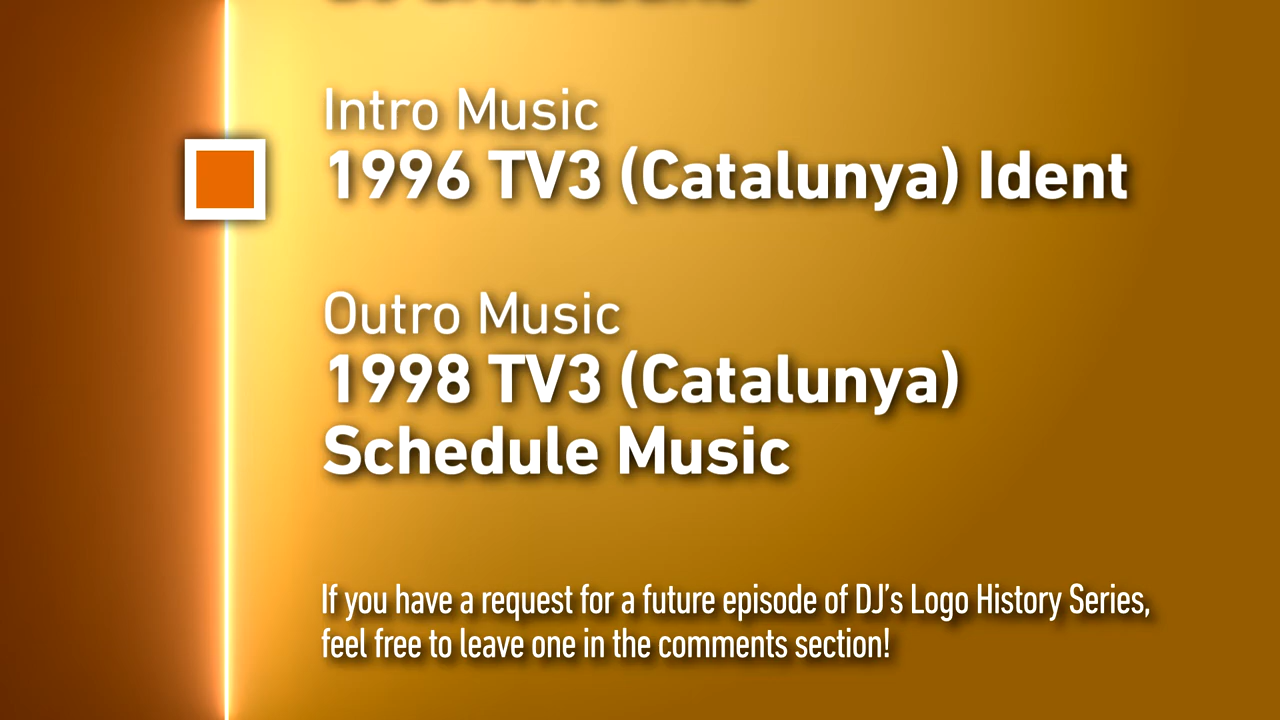 Intro Music
1996 TV3 (Catalunya) Ident
Outro Music
1998 TV3 (Catalunya)
Schedule Music
If you have a request for a future episode of DJ's Logo History Series,
feel free to leave one in the comments section!